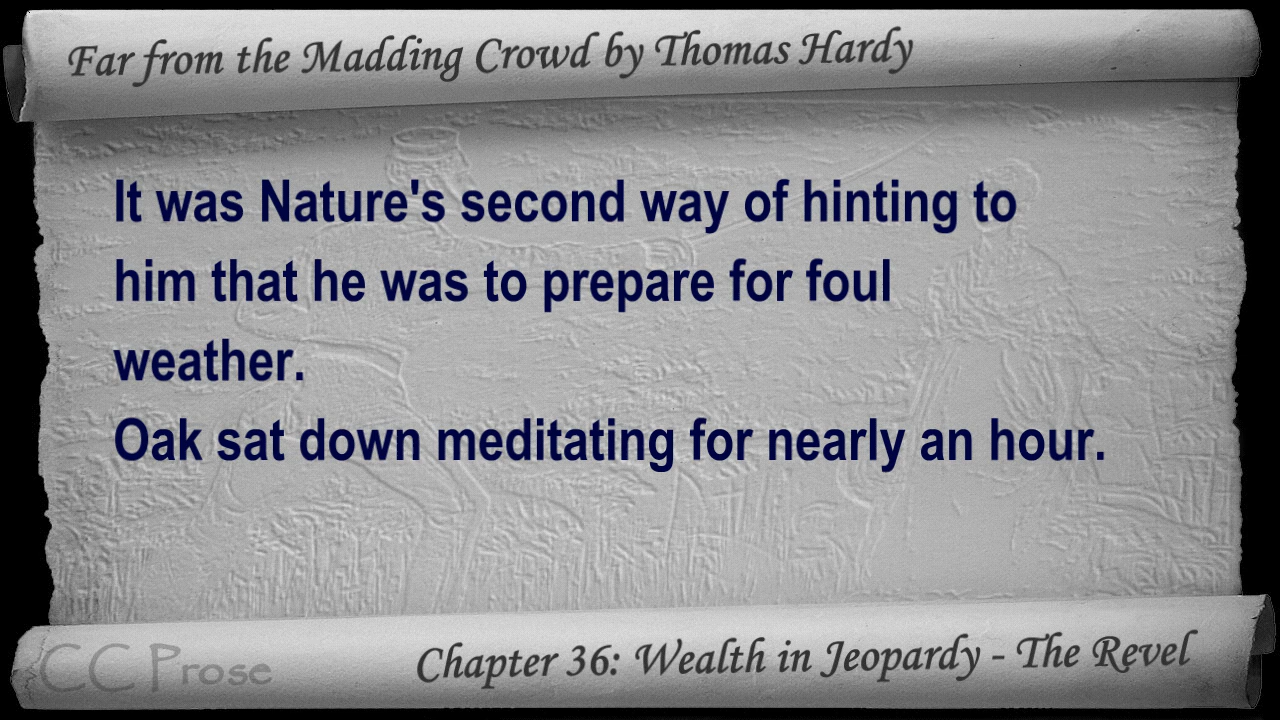 Far from the Madding Crowd by Thomas Hardy
It was Nature's second way of hinting to
him that he was to prepare for foul
weather.
Oak sat down meditating for nearly an hour.
CC Prose
Chapter 36: Wealth in Jeopardy - The Revel